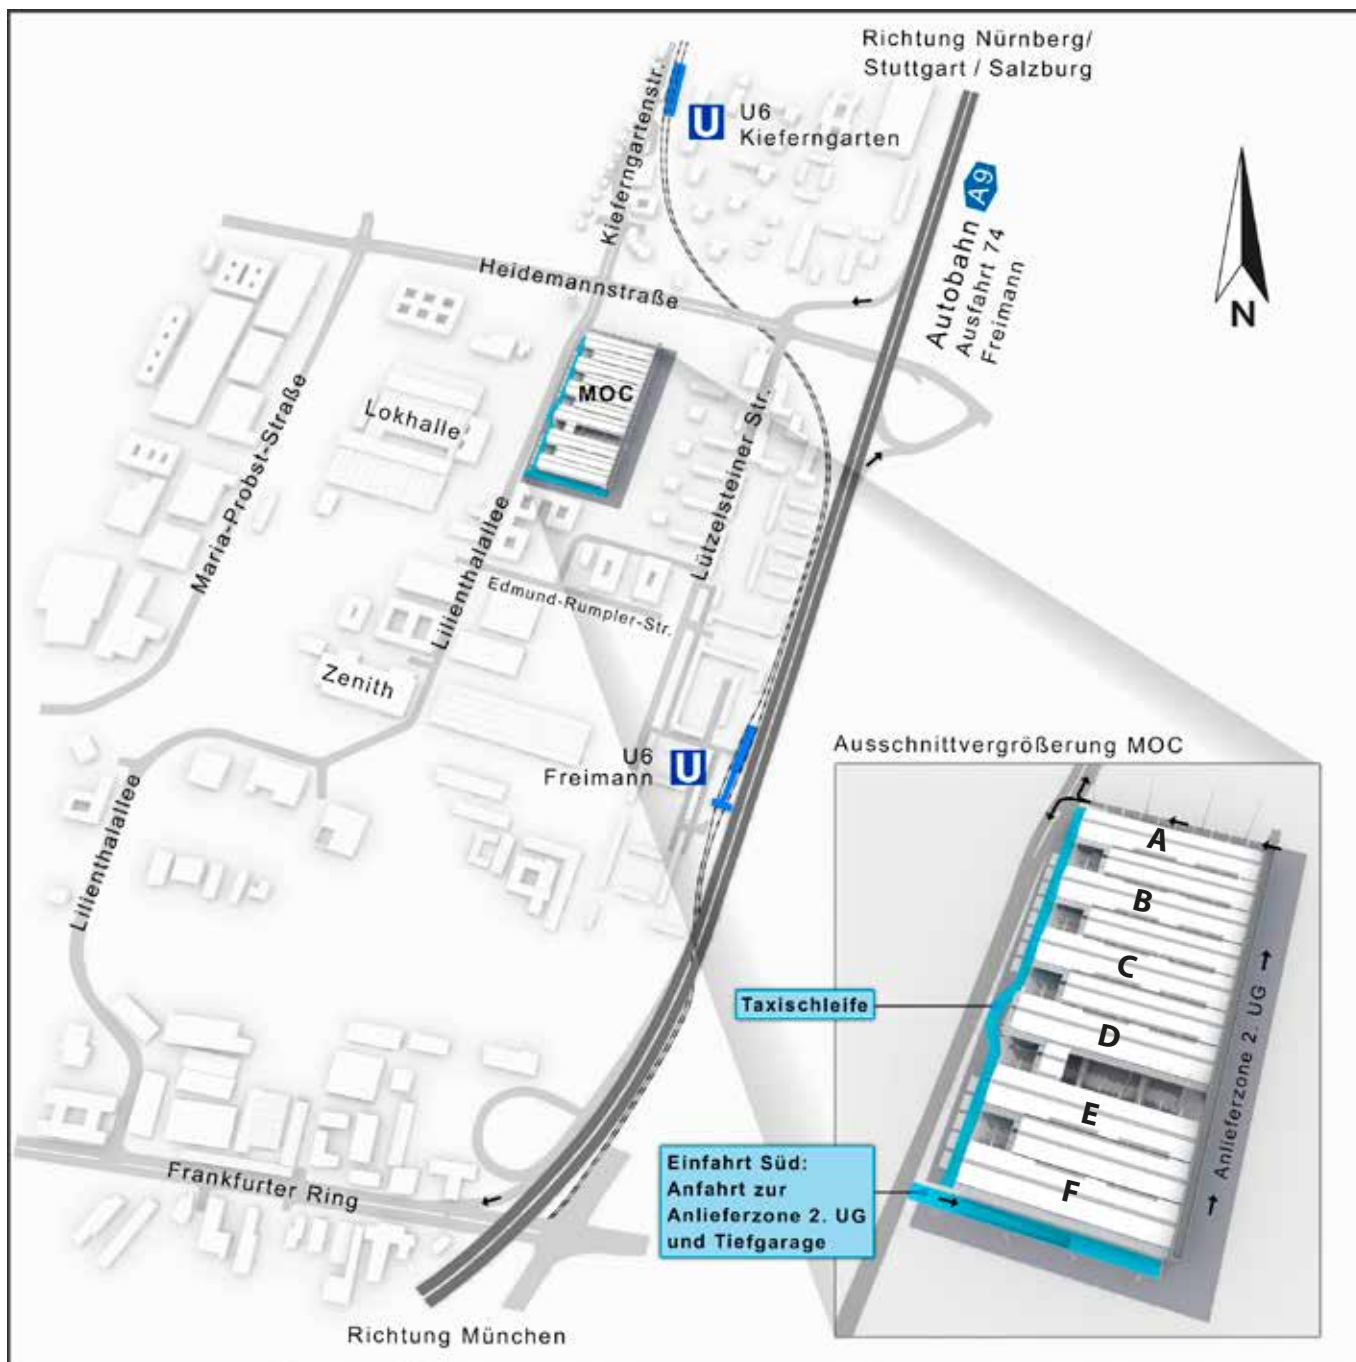 Richtung Nürnberg/
Stuttgart / Salzburg
Kieferngartenstr.
U
U6
Kieferngarten
A9
Autobahn
Ausfahrt 74
Freimann
N
Heidemannstraße
MOC
Lokhalle
Maria-Probst-Straße
Lützelsteiner Str.
Lilienthalallee
Edmund-Rumpler-Str.
Zenith
U6
Freimann
U
Lilienthalallee
Ausschnittvergrößerung MOC
A
B
C
D
E
F
Anlieferzone 2. UG
Taxischleife
Einfahrt Süd:
Anfahrt zur
Anlieferzone 2. UG
und Tiefgarage
Frankfurter Ring
Richtung München